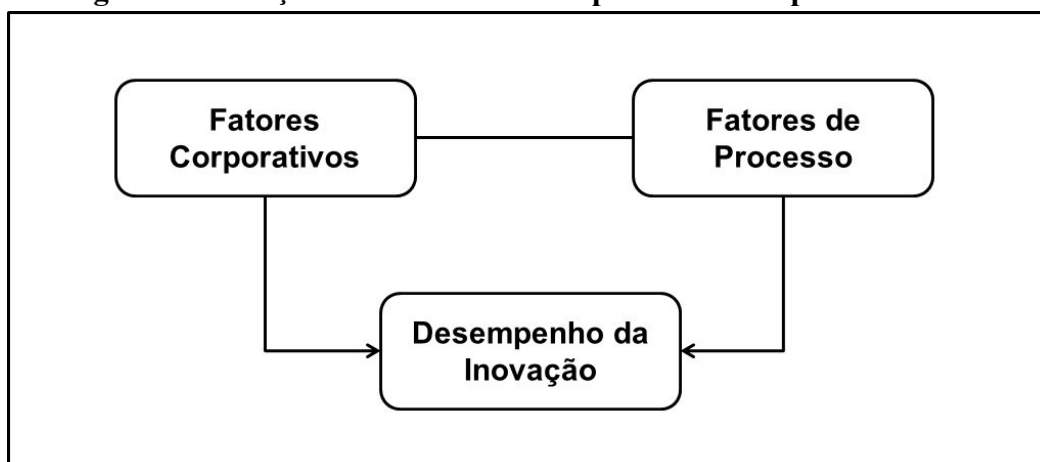 Fatores
Corporativos
Fatores de
Processo
Desempenho da
Inovação